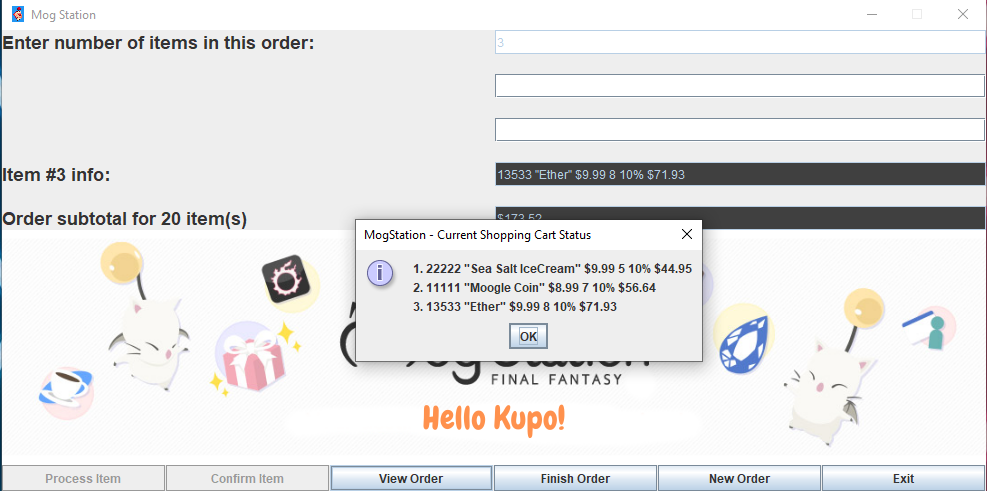 Mog Station
Enter number of items in this order:
3
Item #3 info:
13533 "Ether" $9.99 8 10% $71.93
Order subtotal for 20 item(s)
$173.52
MogStation - Current Shopping Cart Status
1. 22222 "Sea Salt IceCream" $9.99 5 10% $44.95
2. 11111 "Moogle Coin" $8.99 7 10% $56.64
3. 13533 "Ether" $9.99 8 10% $71.93
OK
FINAL FANTASY
Hello Kupo!
Process Item
Confirm Item
View Order
Finish Order
New Order
Exit